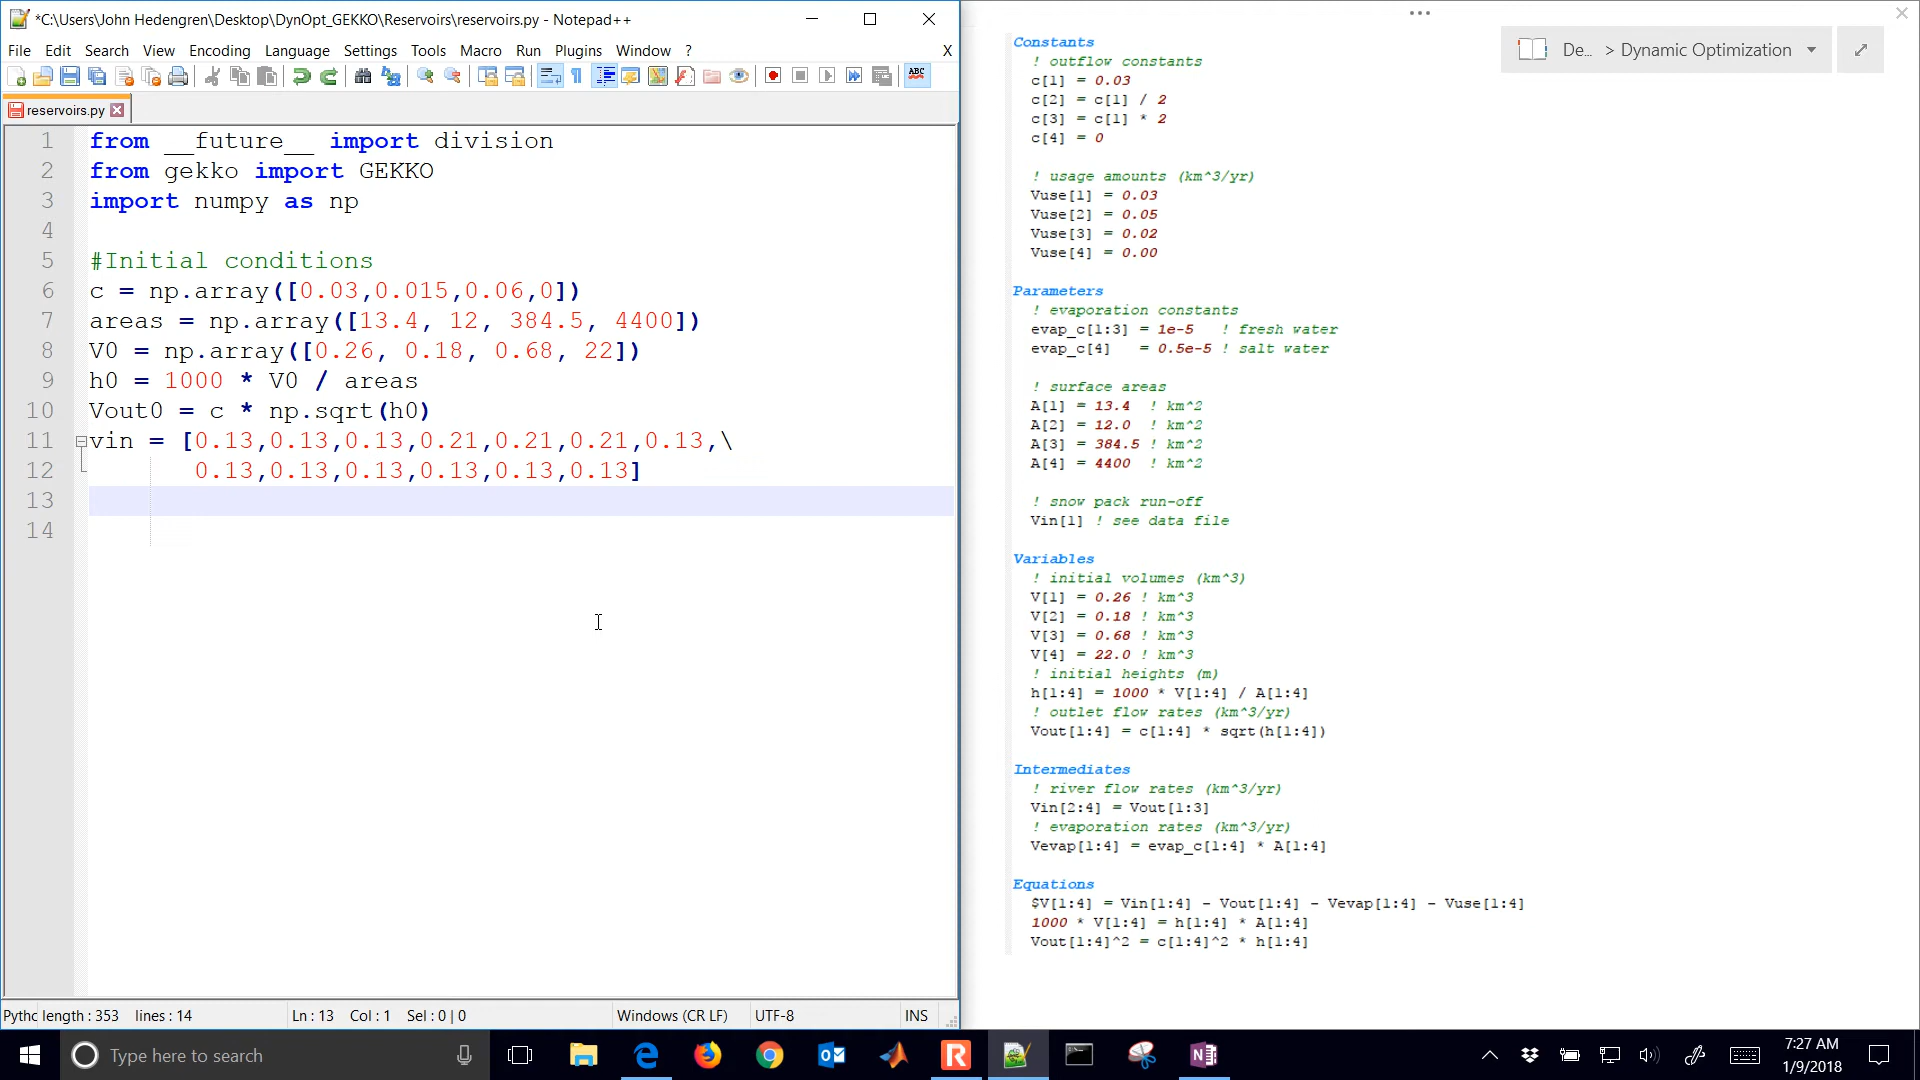 *C:\Users\John Hedengren\Desktop\DynOpt_GEKKO\Reservoirs\reservoirs.py - Notepad++
File Edit Search View Encoding Language Settings Tools Macro Run Plugins Window ? X
ABC
reservoirs.py
1 from __future__ import division
2 from gekko import GEKKO
3 import numpy as np
4
5 #Initial conditions
6 c = np.array([0.03,0.015,0.06,0])
7 areas = np.array([13.4, 12, 384.5, 4400])
8 V0 = np.array([0.26, 0.18, 0.68, 22])
9 h0 = 1000 * V0 / areas
10 Vout0 = c * np.sqrt(h0)
11 vin = [0.13,0.13,0.13,0.21,0.21,0.21,0.13,\
12 0.13,0.13,0.13,0.13,0.13,0.13]
13
14
Pythc length : 353 lines : 14 Ln : 13 Col : 1 Sel : 0 | 0 Windows (CR LF) UTF-8 INS
De... > Dynamic Optimization
Constants
! outflow constants
c[1] = 0.03
c[2] = c[1] / 2
c[3] = c[1] * 2
c[4] = 0
! usage amounts (km^3/yr)
Vuse[1] = 0.03
Vuse[2] = 0.05
Vuse[3] = 0.02
Vuse[4] = 0.00
Parameters
! evaporation constants
evap_c[1:3] = 1e-5 ! fresh water
evap_c[4] = 0.5e-5 ! salt water
! surface areas
A[1] = 13.4 ! km^2
A[2] = 12.0 ! km^2
A[3] = 384.5 ! km^2
A[4] = 4400 ! km^2
! snow pack run-off
Vin[1] ! see data file
Variables
! initial volumes (km^3)
V[1] = 0.26 ! km^3
V[2] = 0.18 ! km^3
V[3] = 0.68 ! km^3
V[4] = 22.0 ! km^3
! initial heights (m)
h[1:4] = 1000 * V[1:4] / A[1:4]
! outlet flow rates (km^3/yr)
Vout[1:4] = c[1:4] * sqrt(h[1:4])
Intermediates
! river flow rates (km^3/yr)
Vin[2:4] = Vout[1:3]
! evaporation rates (km^3/yr)
Vevap[1:4] = evap_c[1:4] * A[1:4]
Equations
$V[1:4] = Vin[1:4] - Vout[1:4] - Vevap[1:4] - Vuse[1:4]
1000 * V[1:4] = h[1:4] * A[1:4]
Vout[1:4]^2 = c[1:4]^2 * h[1:4]
Type here to search
7:27 AM
1/9/2018